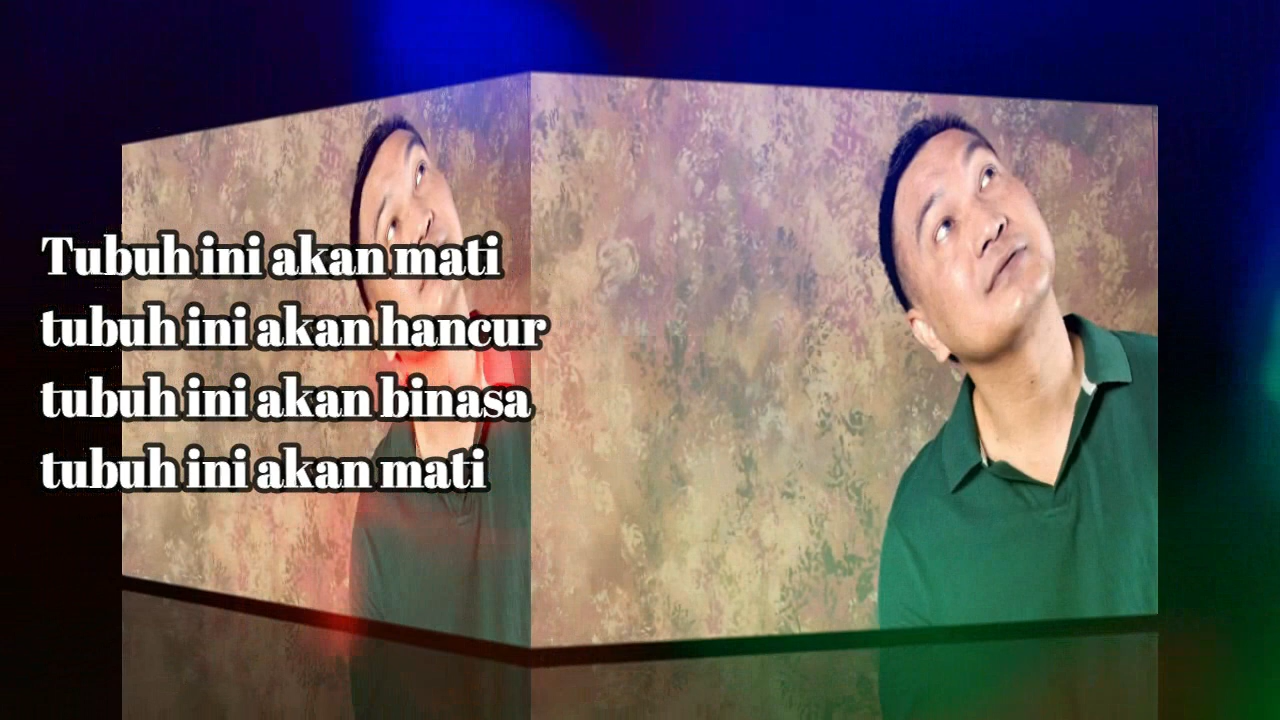 Tubuh ini akan mati
tubuh ini akan hancur
tubuh ini akan binasa
tubuh ini akan mati